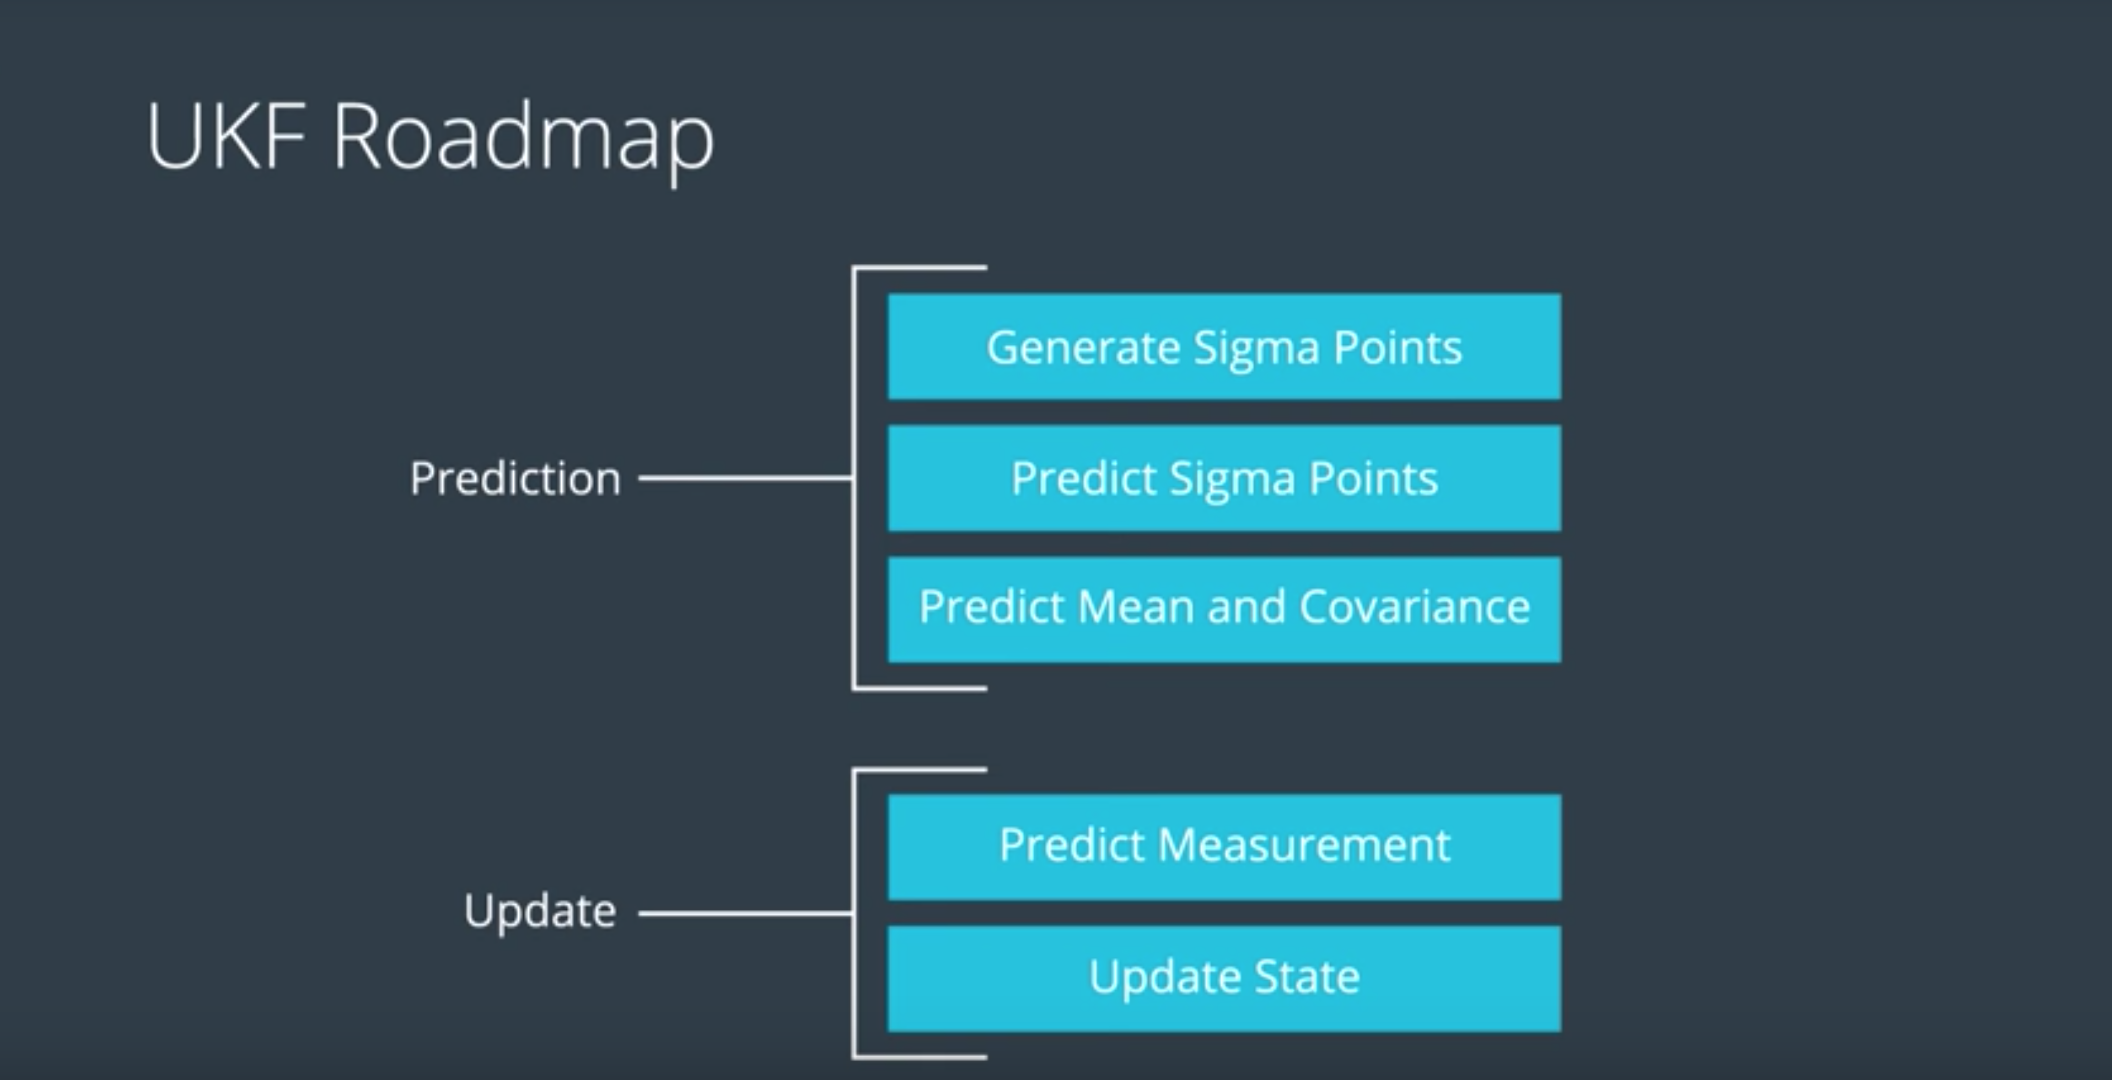 UKF Roadmap
Prediction
Generate Sigma Points
Predict Sigma Points
Predict Mean and Covariance
Update
Predict Measurement
Update State